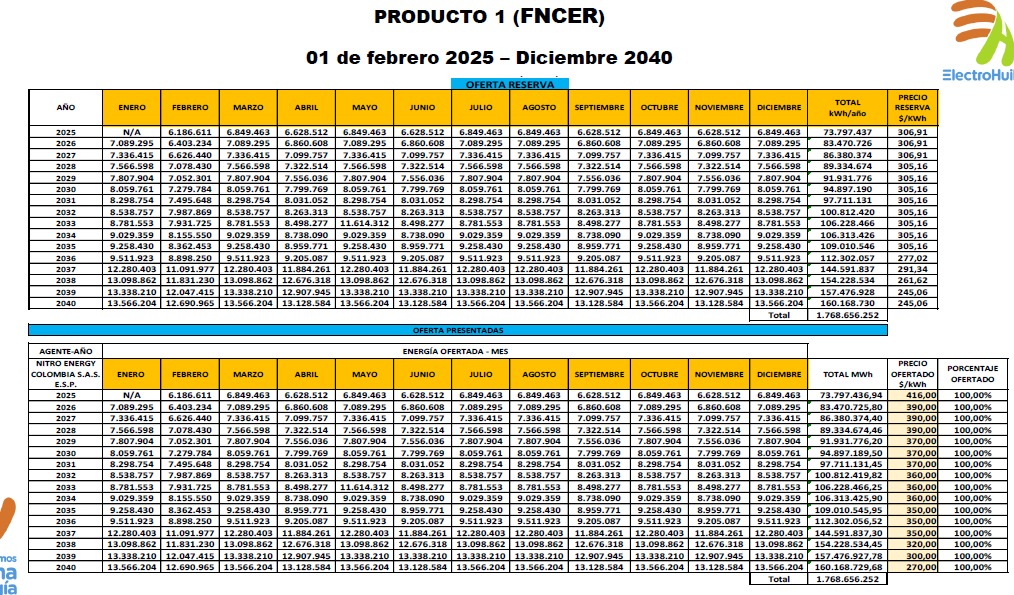 PRODUCTO 1 (FNCER)
01 de febrero 2025 – Diciembre 2040
ElectroHuil
OFERTA RESERVA
AÑO ENERO FEBRERO MARZO ABRIL MAYO JUNIO JULIO AGOSTO SEPTIEMBRE OCTUBRE NOVIEMBRE DICIEMBRE TOTAL kWh/año PRECIO RESERVA $/KWh
2025 N/A 6.186.611 6.849.463 6.628.512 6.849.463 6.628.512 6.849.463 6.849.463 6.628.512 6.849.463 6.628.512 6.849.463 73.797.437 306,91
2026 7.089.295 6.403.234 7.089.295 6.860.608 7.089.295 6.860.608 7.089.295 7.089.295 6.860.608 7.089.295 6.860.608 7.089.295 83.470.726 306,91
2027 7.336.415 6.626.440 7.336.415 7.099.757 7.336.415 7.099.757 7.336.415 7.336.415 7.099.757 7.336.415 7.099.757 7.336.415 86.380.374 306,91
2028 7.566.598 7.078.430 7.566.598 7.322.514 7.566.598 7.322.514 7.566.598 7.566.598 7.322.514 7.566.598 7.322.514 7.566.598 89.334.674 305,16
2029 7.807.904 7.052.301 7.807.904 7.556.036 7.807.904 7.556.036 7.807.904 7.807.904 7.556.036 7.807.904 7.556.036 7.807.904 91.931.776 305,16
2030 8.059.761 7.279.784 8.059.761 7.799.769 8.059.761 7.799.769 8.059.761 8.059.761 7.799.769 8.059.761 7.799.769 8.059.761 94.897.190 305,16
2031 8.298.754 7.495.648 8.298.754 8.031.052 8.298.754 8.031.052 8.298.754 8.298.754 8.031.052 8.298.754 8.031.052 8.298.754 97.711.131 305,16
2032 8.538.757 7.987.869 8.538.757 8.263.313 8.538.757 8.263.313 8.538.757 8.538.757 8.263.313 8.538.757 8.263.313 8.538.757 100.812.420 305,16
2033 8.781.553 7.931.725 8.781.553 8.498.277 11.614.312 8.498.277 8.781.553 8.781.553 8.498.277 8.781.553 8.498.277 8.781.553 106.228.466 305,16
2034 9.029.359 8.155.550 9.029.359 8.738.090 9.029.359 8.738.090 9.029.359 9.029.359 8.738.090 9.029.359 8.738.090 9.029.359 106.313.426 305,16
2035 9.258.430 8.362.453 9.258.430 8.959.771 9.258.430 8.959.771 9.258.430 9.258.430 8.959.771 9.258.430 8.959.771 9.258.430 109.010.546 305,16
2036 9.511.923 8.898.250 9.511.923 9.205.087 9.511.923 9.205.087 9.511.923 9.511.923 9.205.087 9.511.923 9.205.087 9.511.923 112.302.057 277,02
2037 12.280.403 11.091.977 12.280.403 11.884.261 12.280.403 11.884.261 12.280.403 12.280.403 11.884.261 12.280.403 11.884.261 12.280.403 144.591.837 291,34
2038 13.098.862 11.831.230 13.098.862 12.676.318 13.098.862 12.676.318 13.098.862 13.098.862 12.676.318 13.098.862 12.676.318 13.098.862 154.228.534 261,62
2039 13.338.210 12.047.415 13.338.210 12.907.945 13.338.210 12.907.945 13.338.210 13.338.210 12.907.945 13.338.210 12.907.945 13.338.210 157.476.928 245,06
2040 13.566.204 12.690.965 13.566.204 13.128.584 13.566.204 13.128.584 13.566.204 13.566.204 13.128.584 13.566.204 13.128.584 13.566.204 160.168.730 245,06
Total 1.768.656.252
OFERTA PRESENTADAS
AGENTE-AÑO ENERGÍA OFERTADA - MES
NITRO ENERGY COLOMBIA S.A.S. E.S.P. ENERO FEBRERO MARZO ABRIL MAYO JUNIO JULIO AGOSTO SEPTIEMBRE OCTUBRE NOVIEMBRE DICIEMBRE TOTAL MWh PRECIO OFERTADO $/kWh PORCENTAJE OFERTADO
2025 N/A 6.186.611 6.849.463 6.628.512 6.849.463 6.628.512 6.849.463 6.849.463 6.628.512 6.849.463 6.628.512 6.849.463 73.797.436,94 416,00 100,00%
2026 7.089.295 6.403.234 7.089.295 6.860.608 7.089.295 6.860.608 7.089.295 7.089.295 6.860.608 7.089.295 6.860.608 7.089.295 83.470.725,80 390,00 100,00%
2027 7.336.415 6.626.440 7.336.415 7.099.757 7.336.415 7.099.757 7.336.415 7.336.415 7.099.757 7.336.415 7.099.757 7.336.415 86.380.374,40 390,00 100,00%
2028 7.566.598 7.078.430 7.566.598 7.322.514 7.566.598 7.322.514 7.566.598 7.566.598 7.322.514 7.566.598 7.322.514 7.566.598 89.334.674,46 390,00 100,00%
2029 7.807.904 7.052.301 7.807.904 7.556.036 7.807.904 7.556.036 7.807.904 7.807.904 7.556.036 7.807.904 7.556.036 7.807.904 91.931.776,20 370,00 100,00%
2030 8.059.761 7.279.784 8.059.761 7.799.769 8.059.761 7.799.769 8.059.761 8.059.761 7.799.769 8.059.761 7.799.769 8.059.761 94.897.189,50 370,00 100,00%
2031 8.298.754 7.495.648 8.298.754 8.031.052 8.298.754 8.031.052 8.298.754 8.298.754 8.031.052 8.298.754 8.031.052 8.298.754 97.711.131,45 370,00 100,00%
2032 8.538.757 7.987.869 8.538.757 8.263.313 8.538.757 8.263.313 8.538.757 8.538.757 8.263.313 8.538.757 8.263.313 8.538.757 100.812.419,82 360,00 100,00%
2033 8.781.553 7.931.725 8.781.553 8.498.277 11.614.312 8.498.277 8.781.553 8.781.553 8.498.277 8.781.553 8.498.277 8.781.553 106.228.466,25 360,00 100,00%
2034 9.029.359 8.155.550 9.029.359 8.738.090 9.029.359 8.738.090 9.029.359 9.029.359 8.738.090 9.029.359 8.738.090 9.029.359 106.313.425,90 360,00 100,00%
2035 9.258.430 8.362.453 9.258.430 8.959.771 9.258.430 8.959.771 9.258.430 9.258.430 8.959.771 9.258.430 8.959.771 9.258.430 109.010.545,95 350,00 100,00%
2036 9.511.923 8.898.250 9.511.923 9.205.087 9.511.923 9.205.087 9.511.923 9.511.923 9.205.087 9.511.923 9.205.087 9.511.923 112.302.056,52 350,00 100,00%
2037 12.280.403 11.091.977 12.280.403 11.884.261 12.280.403 11.884.261 12.280.403 12.280.403 11.884.261 12.280.403 11.884.261 12.280.403 144.591.837,30 350,00 100,00%
2038 13.098.862 11.831.230 13.098.862 12.676.318 13.098.862 12.676.318 13.098.862 13.098.862 12.676.318 13.098.862 12.676.318 13.098.862 154.228.534,45 320,00 100,00%
2039 13.338.210 12.047.415 13.338.210 12.907.945 13.338.210 12.907.945 13.338.210 13.338.210 12.907.945 13.338.210 12.907.945 13.338.210 157.476.927,78 300,00 100,00%
2040 13.566.204 12.690.965 13.566.204 13.128.584 13.566.204 13.128.584 13.566.204 13.566.204 13.128.584 13.566.204 13.128.584 13.566.204 160.168.729,68 270,00 100,00%
Total 1.768.656.252
mos
na
gía